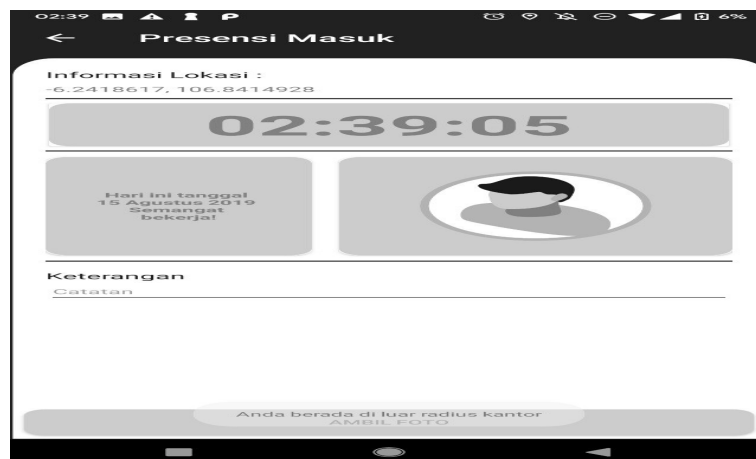 02:39
6%
Presensi Masuk
Informasi Lokasi :
-6.2418617, 106.8414928
02:39:05
Hari ini tanggal
15 Agustus 2019
Semangat
bekerja!
Keterangan
Catatan
Anda berada di luar radius kantor
AMBIL FOTO